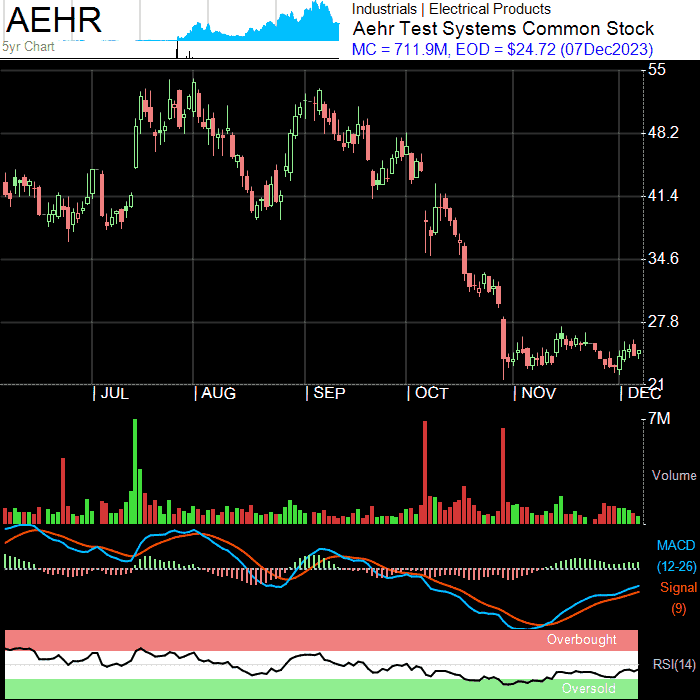 AEHR
5yr Chart
Industrials | Electrical Products
Aehr Test Systems Common Stock
MC = 711.9M, EOD = $24.72 (07Dec2023)
55
48.2
41.4
34.6
27.8
21
| JUL | AUG | SEP | OCT | NOV | DEC
7M
Volume
MACD
(12-26)
Signal
(9)
Overbought
RSI(14)
Oversold